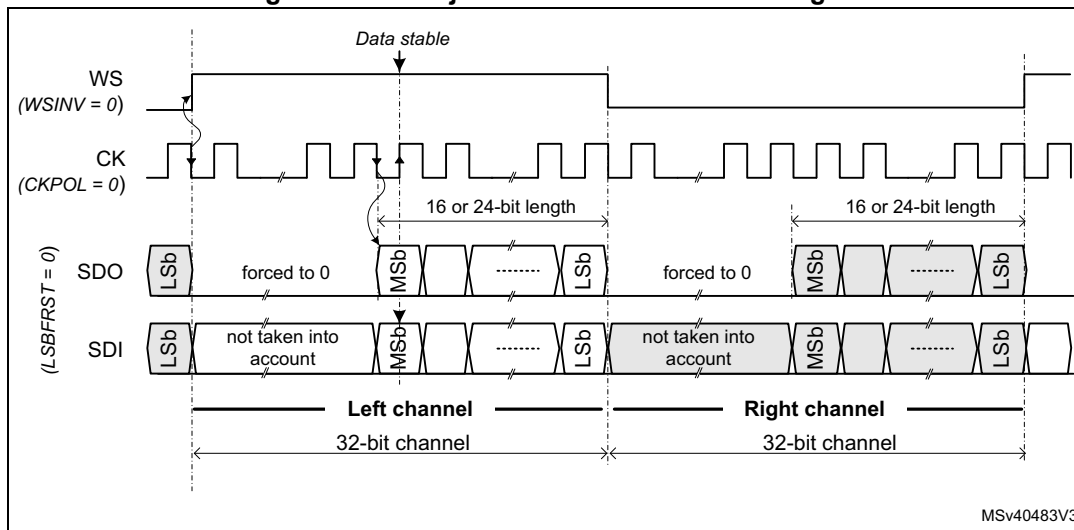 Data stable
WS
(WSINV = 0)
CK
(CKPOL = 0)
16 or 24-bit length
16 or 24-bit length
(LSBFRST = 0)
SDO
LSb
forced to 0
MSb
LSb
forced to 0
MSb
LSb
SDI
LSb
not taken into
account
MSb
LSb
not taken into
account
MSb
LSb
Left channel
Right channel
32-bit channel
32-bit channel
MSv40483V3